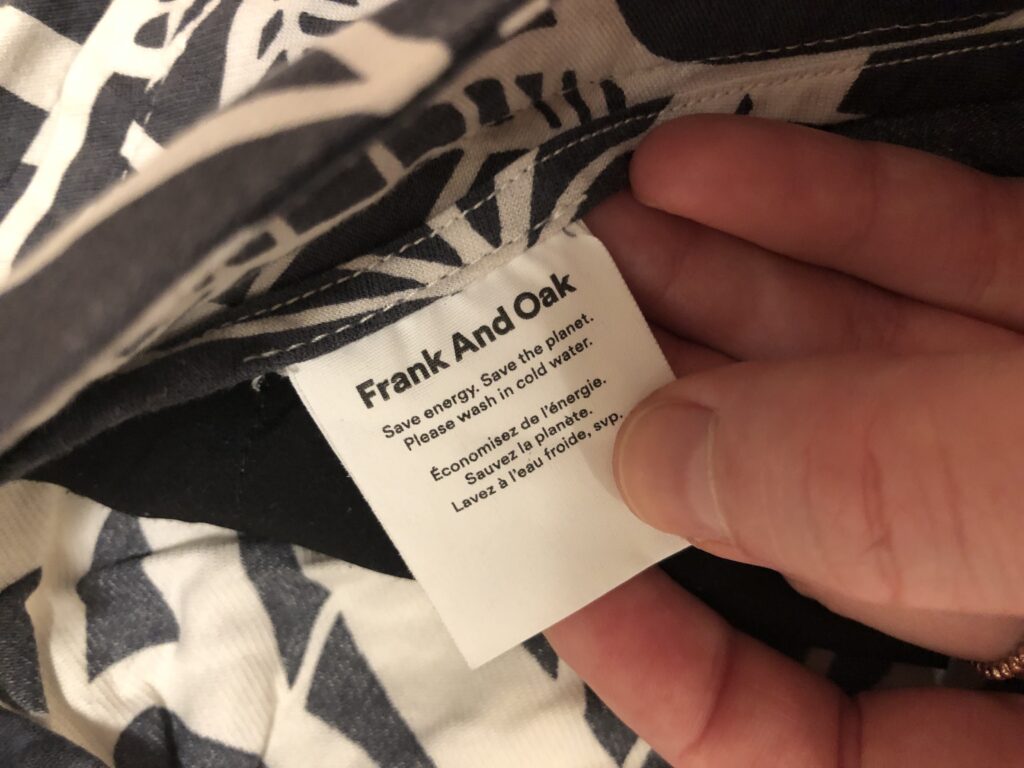 Frank And Oak
Save energy. Save the planet.
Please wash in cold water.
Économisez de l'énergie.
Sauvez la planète.
Lavez à l'eau froide, svp.